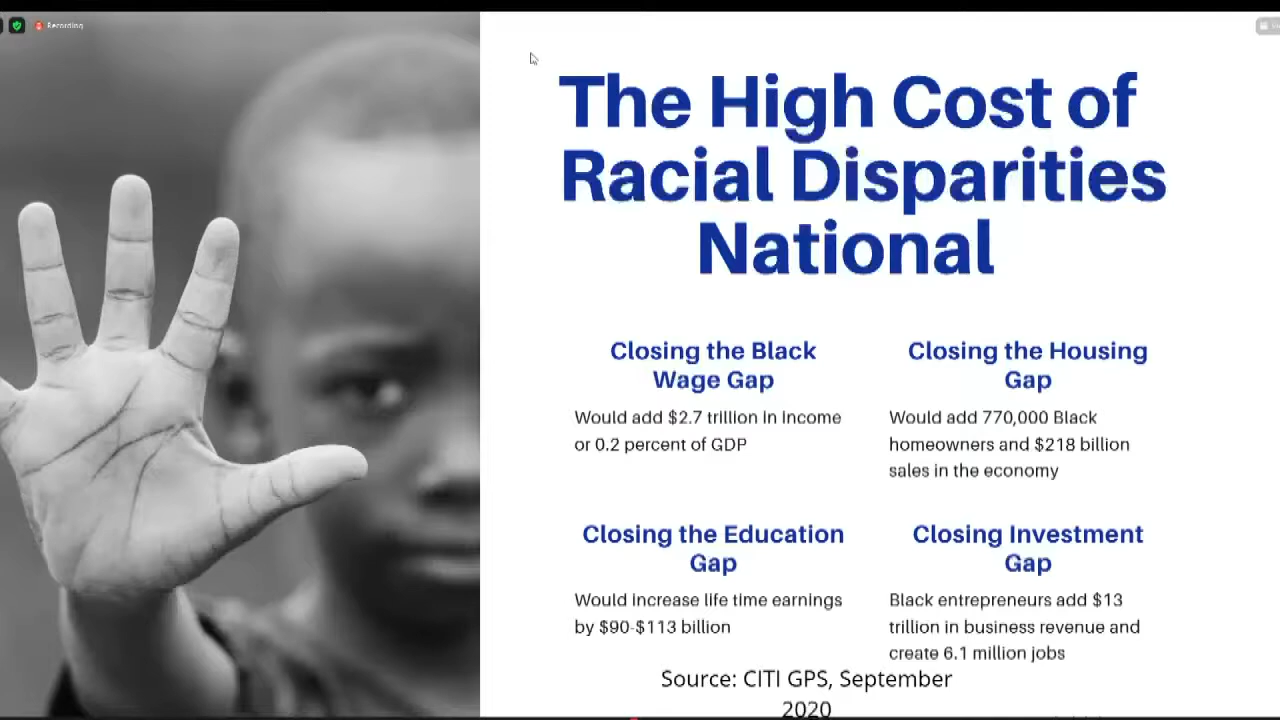 Recording
The High Cost of
Racial Disparities
National
Closing the Black
Wage Gap
Would add $2.7 trillion in income
or 0.2 percent of GDP
Closing the Housing
Gap
Would add 770,000 Black
homeowners and $218 billion
sales in the economy
Closing the Education
Gap
Would increase life time earnings
by $90-$113 billion
Closing Investment
Gap
Black entrepreneurs add $13
trillion in business revenue and
create 6.1 million jobs
Source: CITI GPS, September
2020